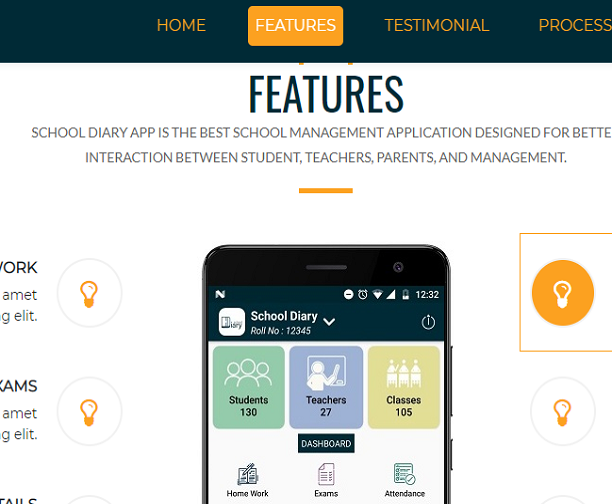 HOME FEATURES TESTIMONIAL PROCESS
FEATURES
SCHOOL DIARY APP IS THE BEST SCHOOL MANAGEMENT APPLICATION DESIGNED FOR BETTE
INTERACTION BETWEEN STUDENT, TEACHERS, PARENTS, AND MANAGEMENT.
WORK
amet
g elit.
EXAMS
amet
g elit.
TAILS
12:32
School Diary
Roll No : 12345
Students
130
Teachers
27
Classes
105
DASHBOARD
Home Work Exams Attendance